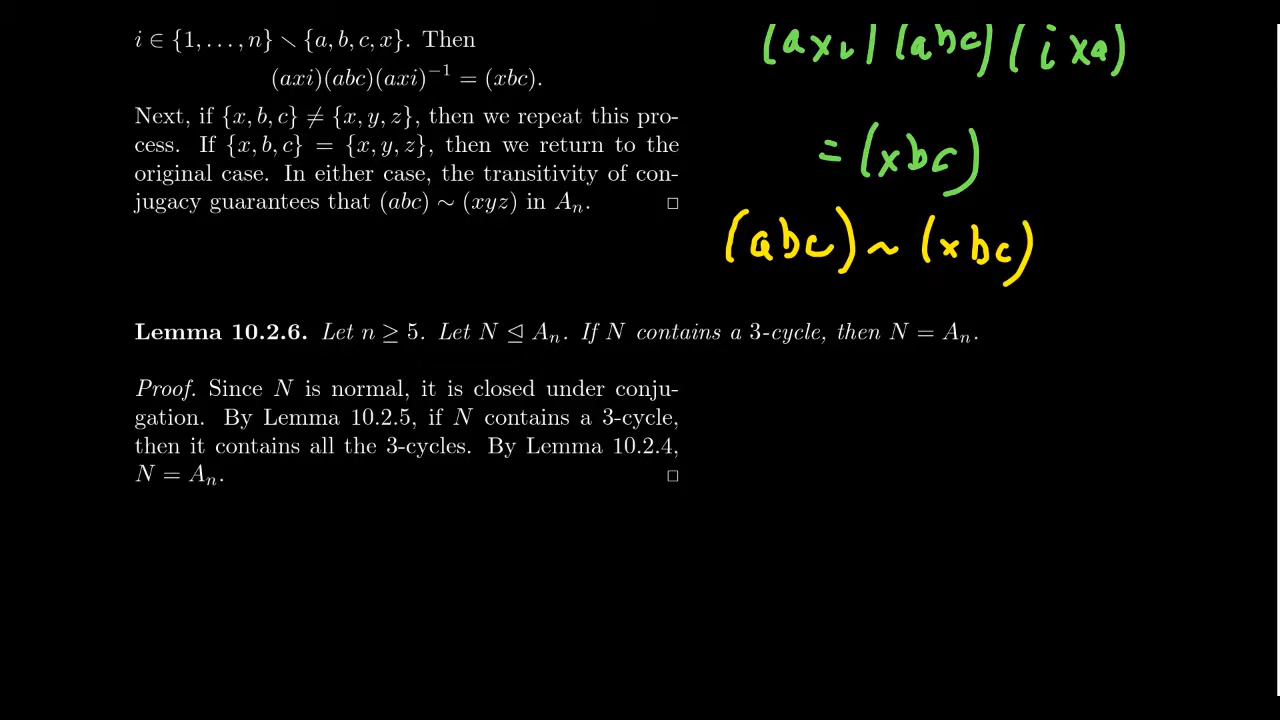 i ∈ {1, . . . , n} ∖ {a, b, c, x}. Then
(axi)(abc)(axi)⁻¹ = (xbc).
Next, if {x, b, c} ≠ {x, y, z}, then we repeat this pro-
cess. If {x, b, c} = {x, y, z}, then we return to the
original case. In either case, the transitivity of con-
jugacy guarantees that (abc) ∼ (xyz) in Aₙ. □
(axi) (abc) (ixa)
= (xbc)
(abc) ~ (xbc)
Lemma 10.2.6. Let n ≥ 5. Let N ⊴ Aₙ. If N contains a 3-cycle, then N = Aₙ.
Proof. Since N is normal, it is closed under conju-
gation. By Lemma 10.2.5, if N contains a 3-cycle,
then it contains all the 3-cycles. By Lemma 10.2.4,
N = Aₙ. □